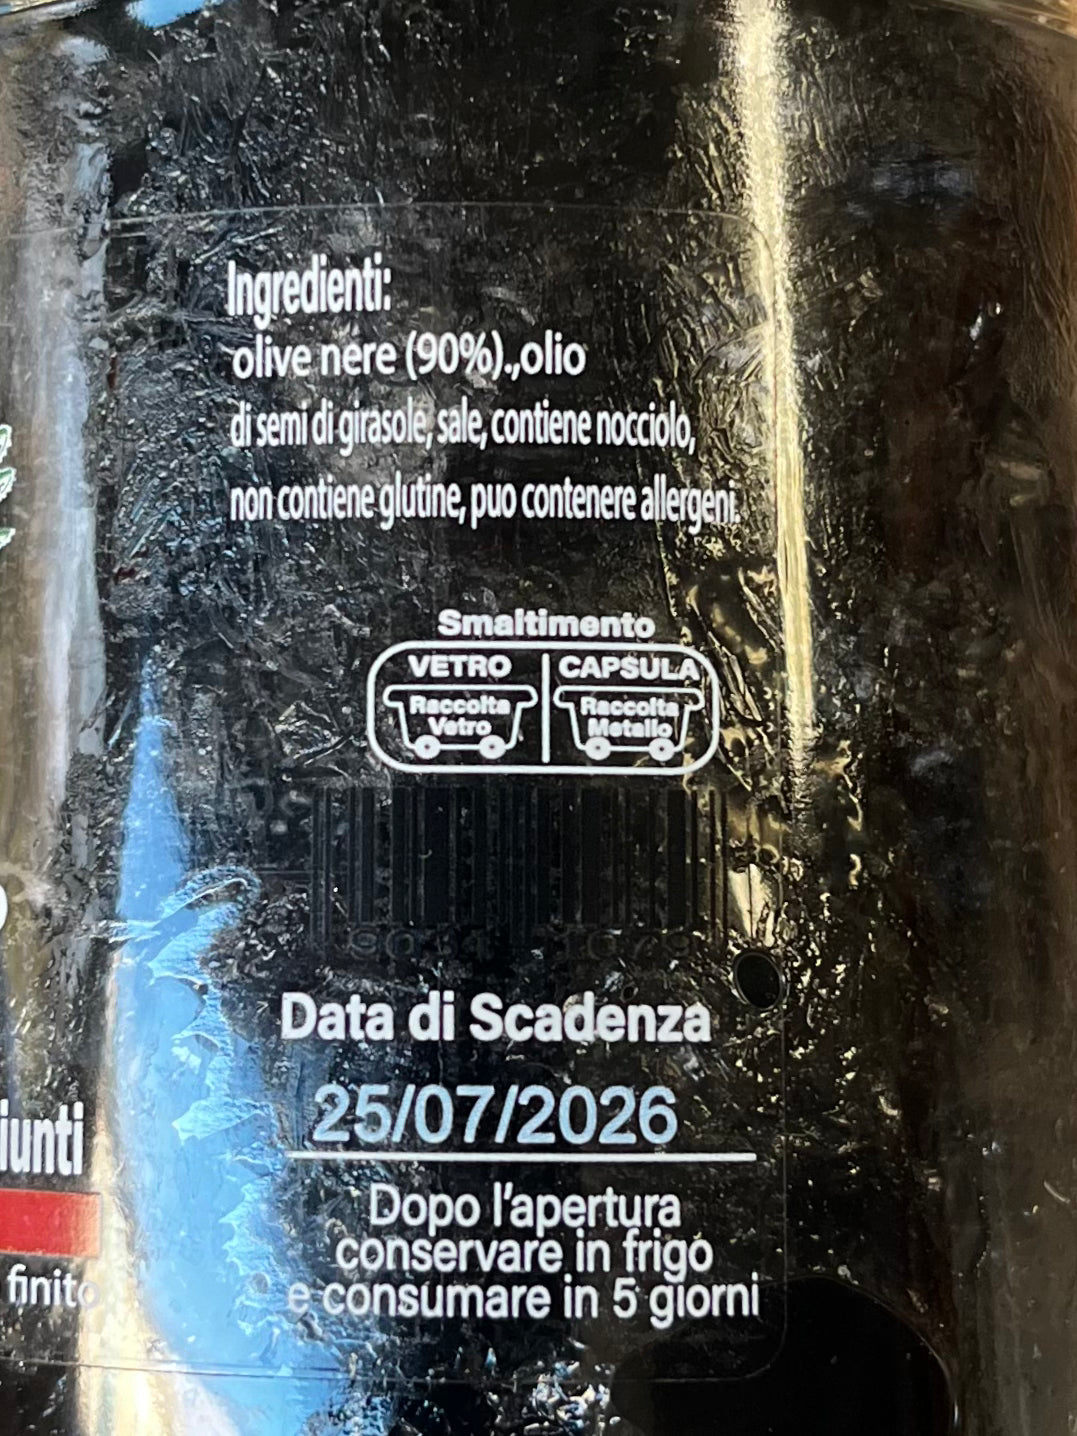 Ingredienti:
olive nere (90%).,olio
di semi di girasole, sale, contiene nocciolo,
non contiene glutine, puo contenere allergeni.
Smaltimento
VETRO
CAPSULA
Raccolta
Vetro
Raccolta
Metallo
Data di Scadenza
25/07/2026
Dopo l'apertura
conservare in frigo
e consumare in 5 giorni
iunti
finito